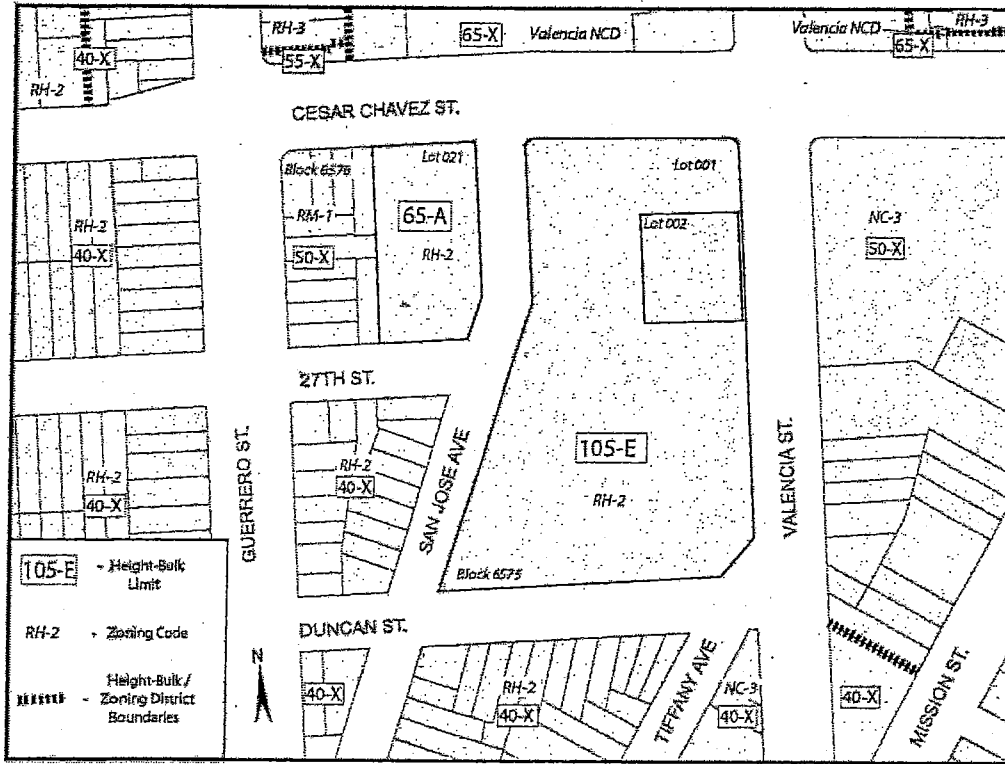 RH-3
65-X
Valencia NCD
Valencia NCD
RH-3
40-X
55-X
65-X
RH-2
CESAR CHAVEZ ST.
Lot 021
Block 6576
Lot 001
RM-1
65-A
Lot 002
NC-3
RH-2
40-X
50-X
RH-2
50-X
27TH ST.
GUERRERO ST.
SAN JOSE AVE
VALENCIA ST.
105-E
RH-2
RH-2
40-X
RH-2
40-X
Block 6575
105-E - Height-Bulk
Limit
RH-2 - Zoning Code
Height-Bulk /
- Zoning District
Boundaries
DUNCAN ST.
N
40-X
RH-2
40-X
TIFFANY AVE
NC-3
40-X
40-X
MISSION ST.